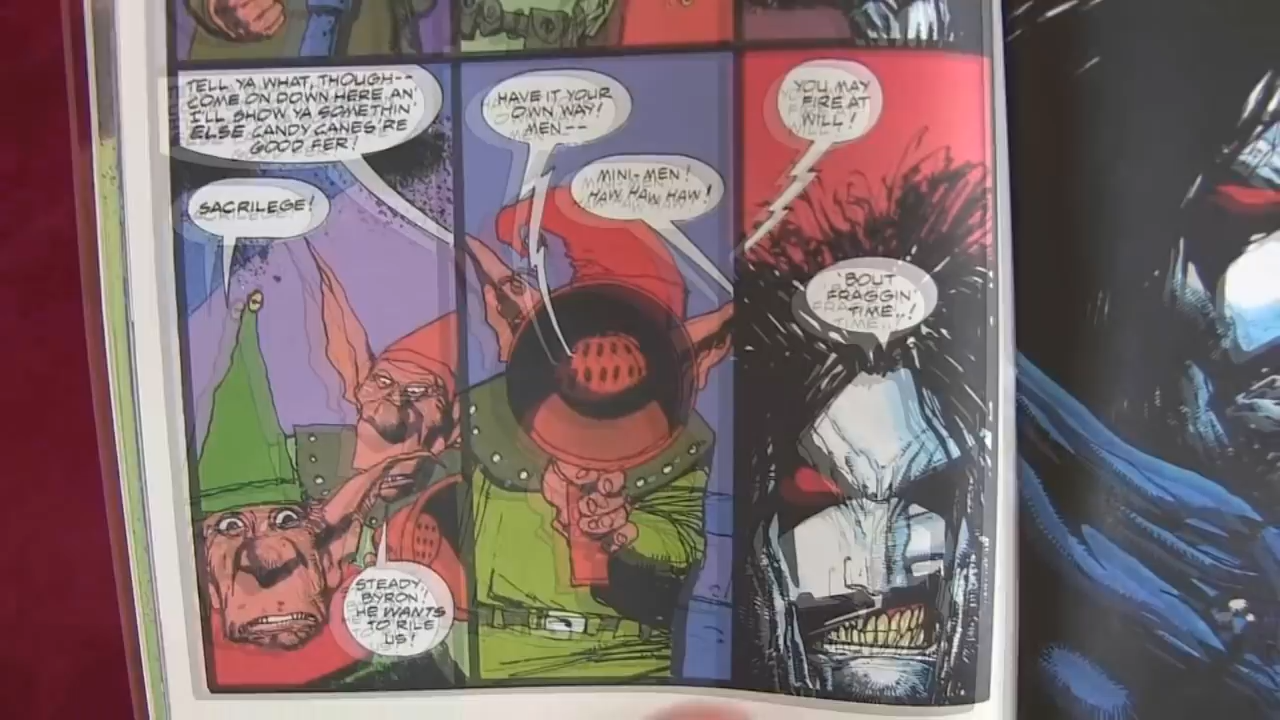 TELL YA WHAT, THOUGH--
COME ON DOWN HERE AN'
I'LL SHOW YA SOMETHIN'
ELSE CANDY CANES'RE
GOOD FER!
SACRILEGE!
STEADY,
BYRON!
HE WANTS
TO RILE
US!
HAVE IT YOUR
OWN WAY!
MEN--
MINI-MEN!
HAW HAW HAW!
YOU MAY
FIRE AT
WILL!
'BOUT
FRAGGIN'
TIME..!